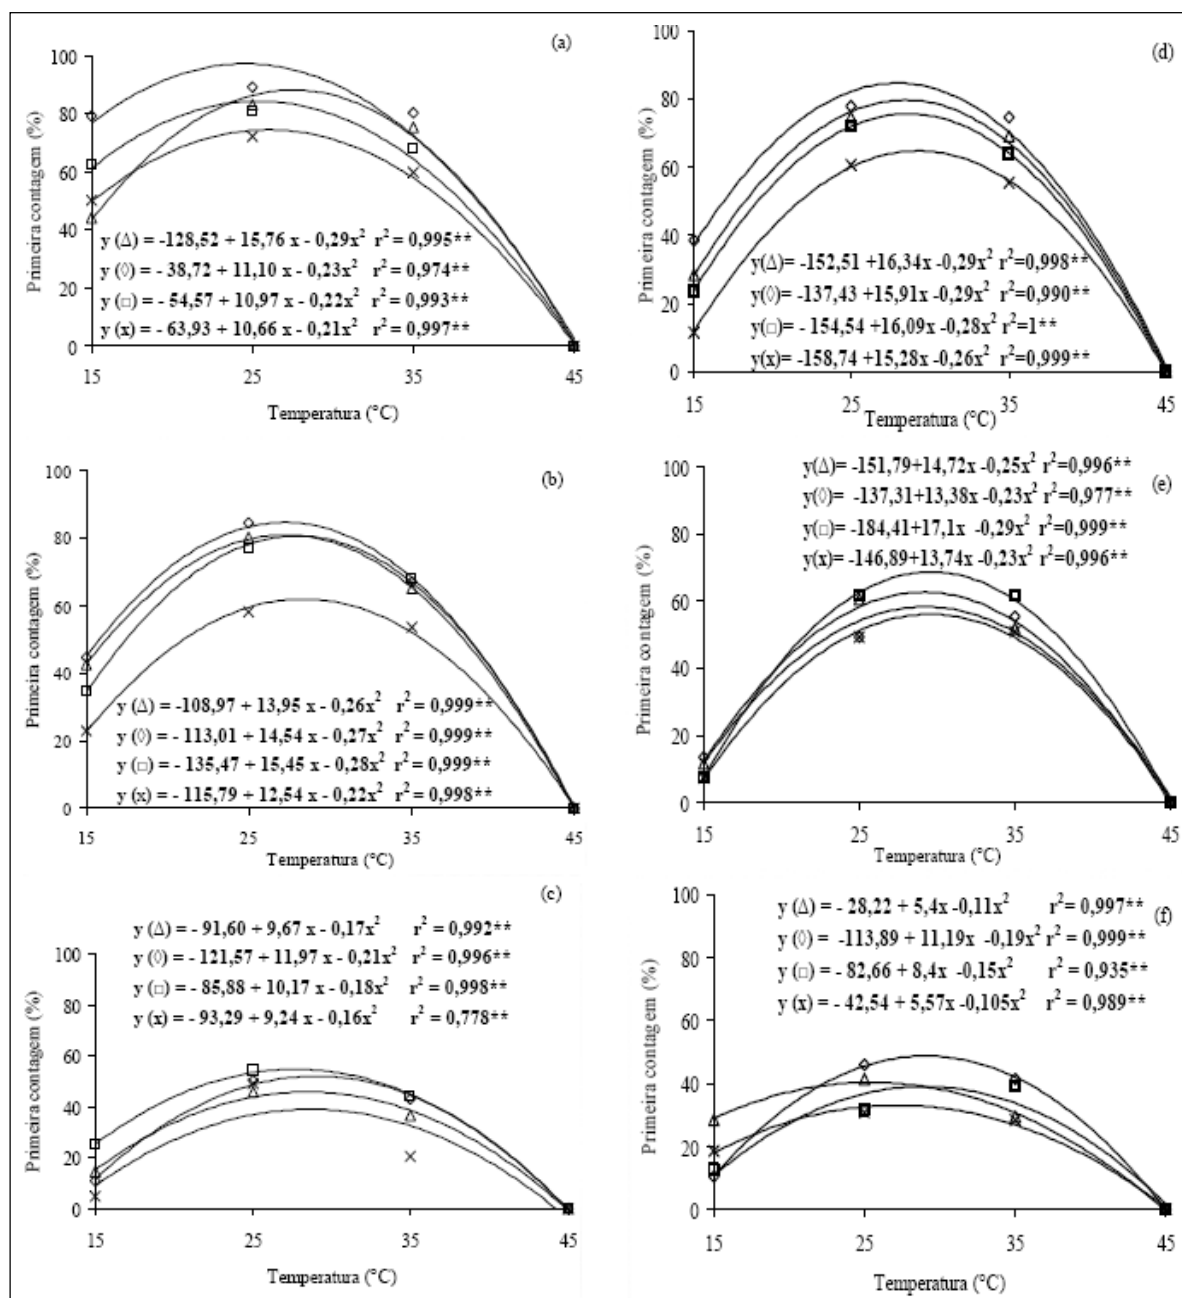 (a)
100
80
60
40
20
0
Primeira contagem (%)
y (Δ) = -128,52 + 15,76 x - 0,29x² r² = 0,995**
y (◊) = - 38,72 + 11,10 x - 0,23x² r² = 0,974**
y (□) = - 54,57 + 10,97 x - 0,22x² r² = 0,993**
y (x) = - 63,93 + 10,66 x - 0,21x² r² = 0,997**
15 25 35 45
Temperatura (°C)
(d)
100
80
60
40
20
0
Primeira contagem (%)
y(Δ)= -152,51 +16,34x -0,29x² r²=0,998**
y(◊)= -137,43 +15,91x -0,29x² r²=0,990**
y(□)= - 154,54 +16,09x -0,28x² r²=1**
y(x)= -158,74 +15,28x -0,26x² r²=0,999**
15 25 35 45
Temperatura (°C)
(b)
100
80
60
40
20
0
Primeira contagem (%)
y (Δ) = -108,97 + 13,95 x - 0,26x² r² = 0,999**
y (◊) = - 113,01 + 14,54 x - 0,27x² r² = 0,999**
y (□) = - 135,47 + 15,45 x - 0,28x² r² = 0,999**
y (x) = - 115,79 + 12,54 x - 0,22x² r² = 0,998**
15 25 35 45
Temperatura (°C)
(e)
100
80
60
40
20
0
Primeira contagem (%)
y(Δ)= -151,79+14,72x -0,25x² r²=0,996**
y(◊)= -137,31+13,38x -0,23x² r²=0,977**
y(□)= -184,41+17,1x -0,29x² r²=0,999**
y(x)= -146,89+13,74x -0,23x² r²=0,996**
15 25 35 45
Temperatura (°C)
(c)
100
80
60
40
20
0
Primeira contagem (%)
y (Δ) = - 91,60 + 9,67 x - 0,17x² r² = 0,992**
y (◊) = - 121,57 + 11,97 x - 0,21x² r² = 0,996**
y (□) = - 85,88 + 10,17 x - 0,18x² r² = 0,998**
y (x) = - 93,29 + 9,24 x - 0,16x² r² = 0,778**
15 25 35 45
Temperatura (°C)
(f)
100
80
60
40
20
0
Primeira contagem (%)
y (Δ) = - 28,22 + 5,4x -0,11x² r²= 0,997**
y (◊) = -113,89 + 11,19x -0,19x² r² = 0,999**
y (□) = - 82,66 + 8,4x -0,15x² r² = 0,935**
y (x) = - 42,54 + 5,57x -0,105x² r² = 0,989**
15 25 35 45
Temperatura (°C)